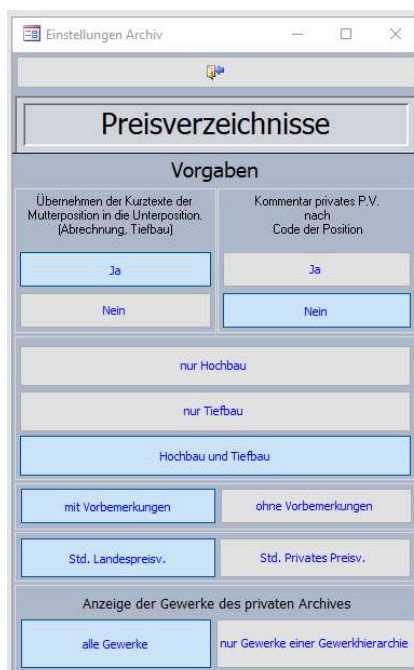 Einstellungen Archiv
Preisverzeichnisse
Vorgaben
Übernehmen der Kurztexte der
Mutterposition in die Unterposition.
(Abrechnung, Tiefbau)
Ja
Nein
Kommentar privates P.V.
nach
Code der Position
Ja
Nein
nur Hochbau
nur Tiefbau
Hochbau und Tiefbau
mit Vorbemerkungen
ohne Vorbemerkungen
Std. Landespreisv.
Std. Privates Preisv.
Anzeige der Gewerke des privaten Archives
alle Gewerke
nur Gewerke einer Gewerkhierarchie